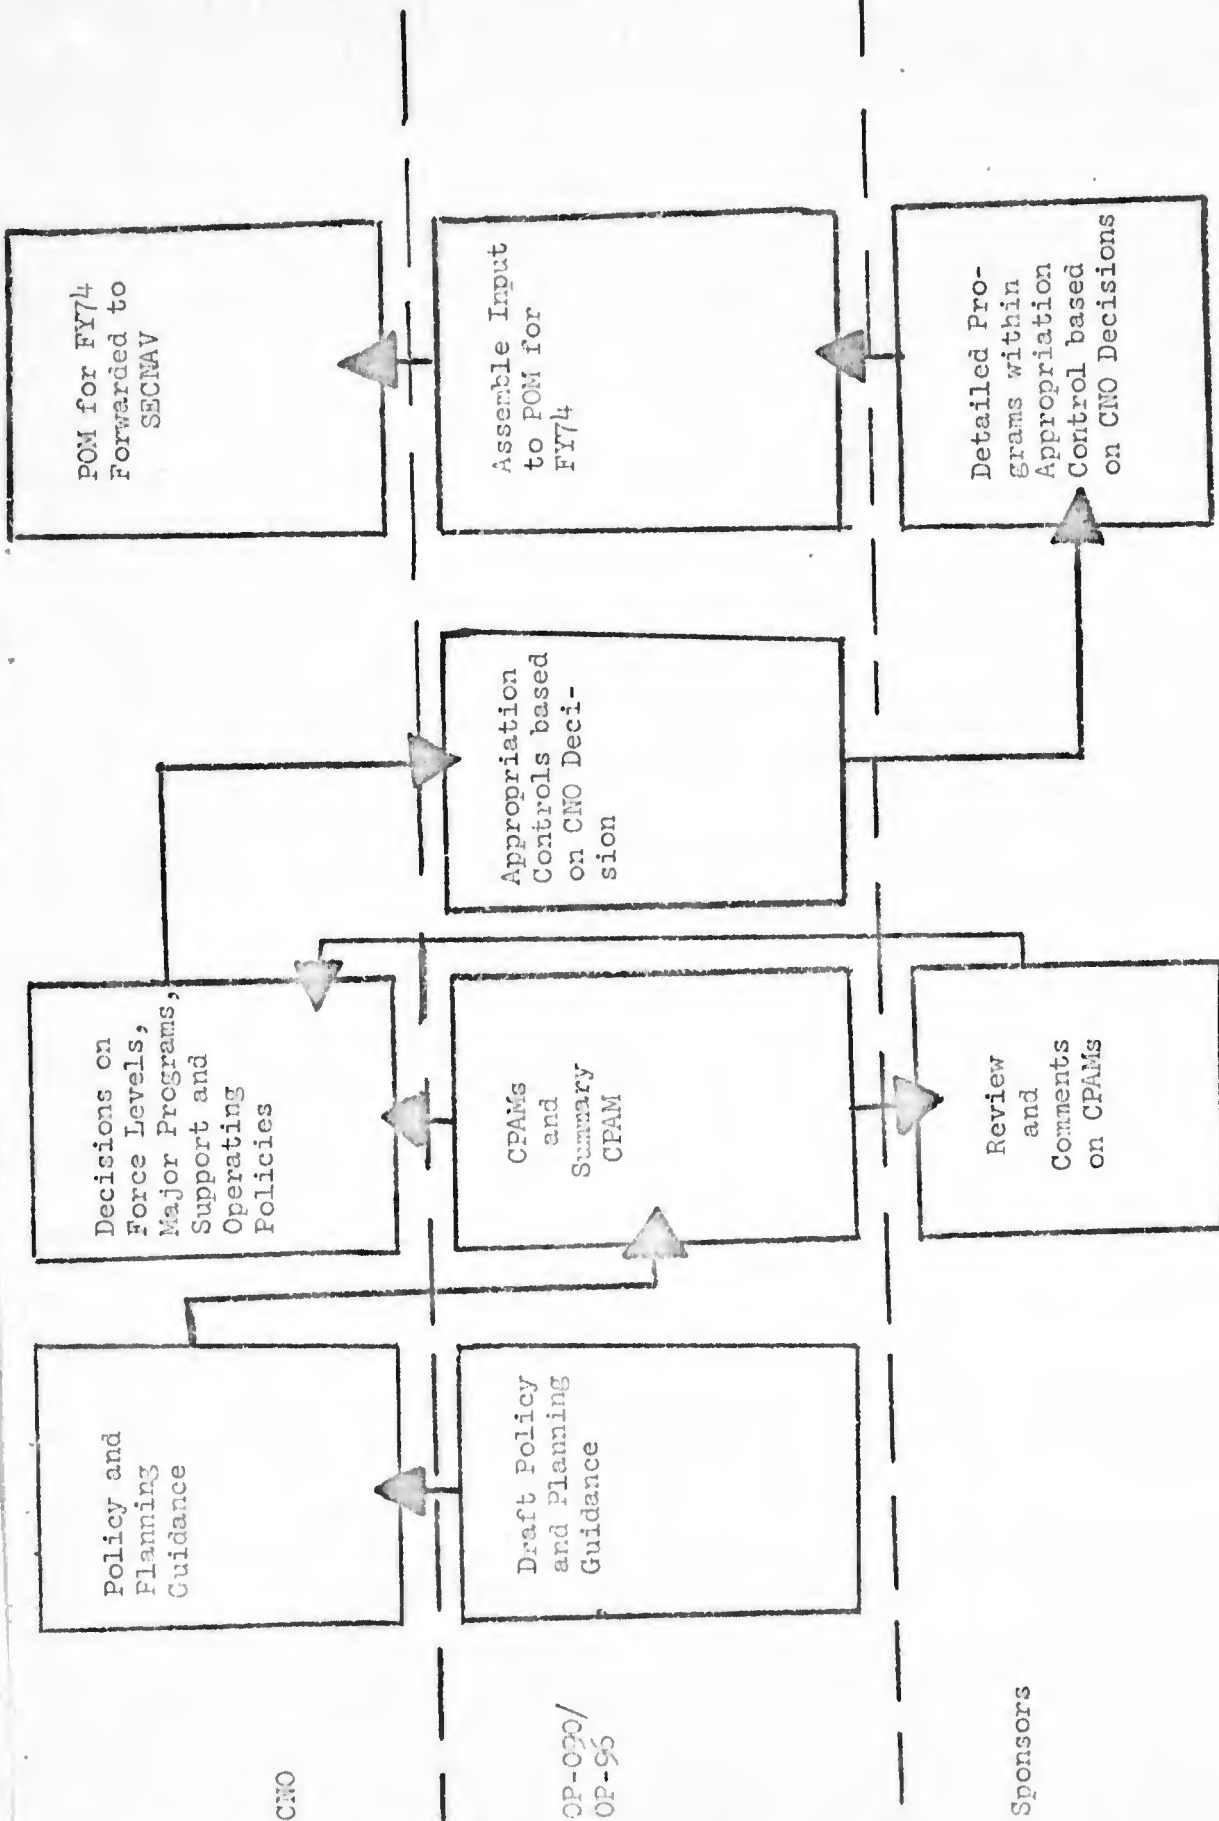 CNO
Policy and
Planning
Guidance
Decisions on
Force Levels,
Major Programs,
Support and
Operating
Policies
POM for FY74
Forwarded to
SECNAV
OP-090/
OP-96
Draft Policy
and Planning
Guidance
CPAMs
and
Summary
CPAM
Appropriation
Controls based
on CNO Deci-
sion
Assemble Input
to POM for
FY74
Sponsors
Review
and
Comments
on CPAMs
Detailed Pro-
grams within
Appropriation
Control based
on CNO Decisions